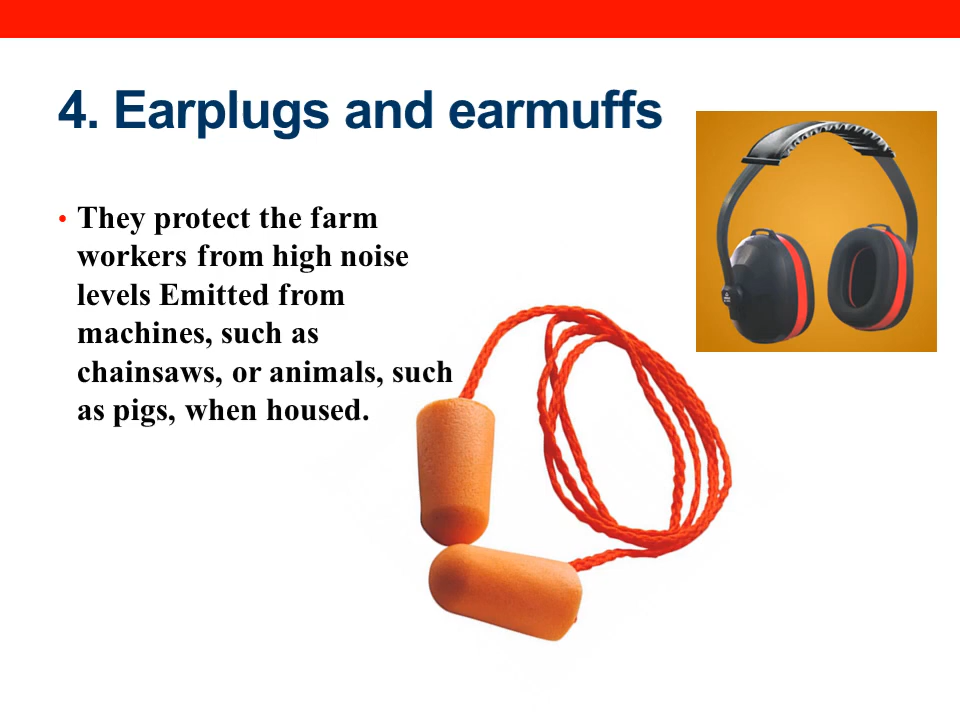 4. Earplugs and earmuffs
• They protect the farm
workers from high noise
levels Emitted from
machines, such as
chainsaws, or animals, such
as pigs, when housed.